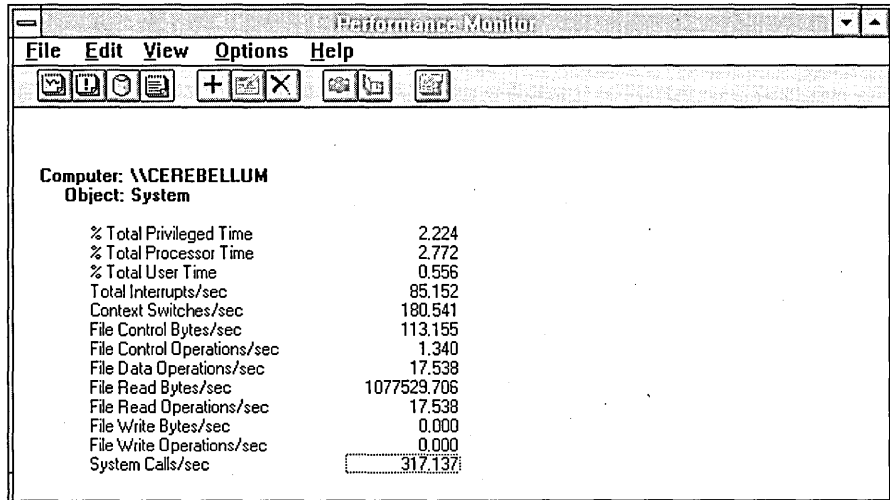 Performance Monitor
File Edit View Options Help
Computer: \\CEREBELLUM
Object: System
% Total Privileged Time 2.224
% Total Processor Time 2.772
% Total User Time 0.556
Total Interrupts/sec 85.152
Context Switches/sec 180.541
File Control Bytes/sec 113.155
File Control Operations/sec 1.340
File Data Operations/sec 17.538
File Read Bytes/sec 1077529.706
File Read Operations/sec 17.538
File Write Bytes/sec 0.000
File Write Operations/sec 0.000
System Calls/sec 317.137